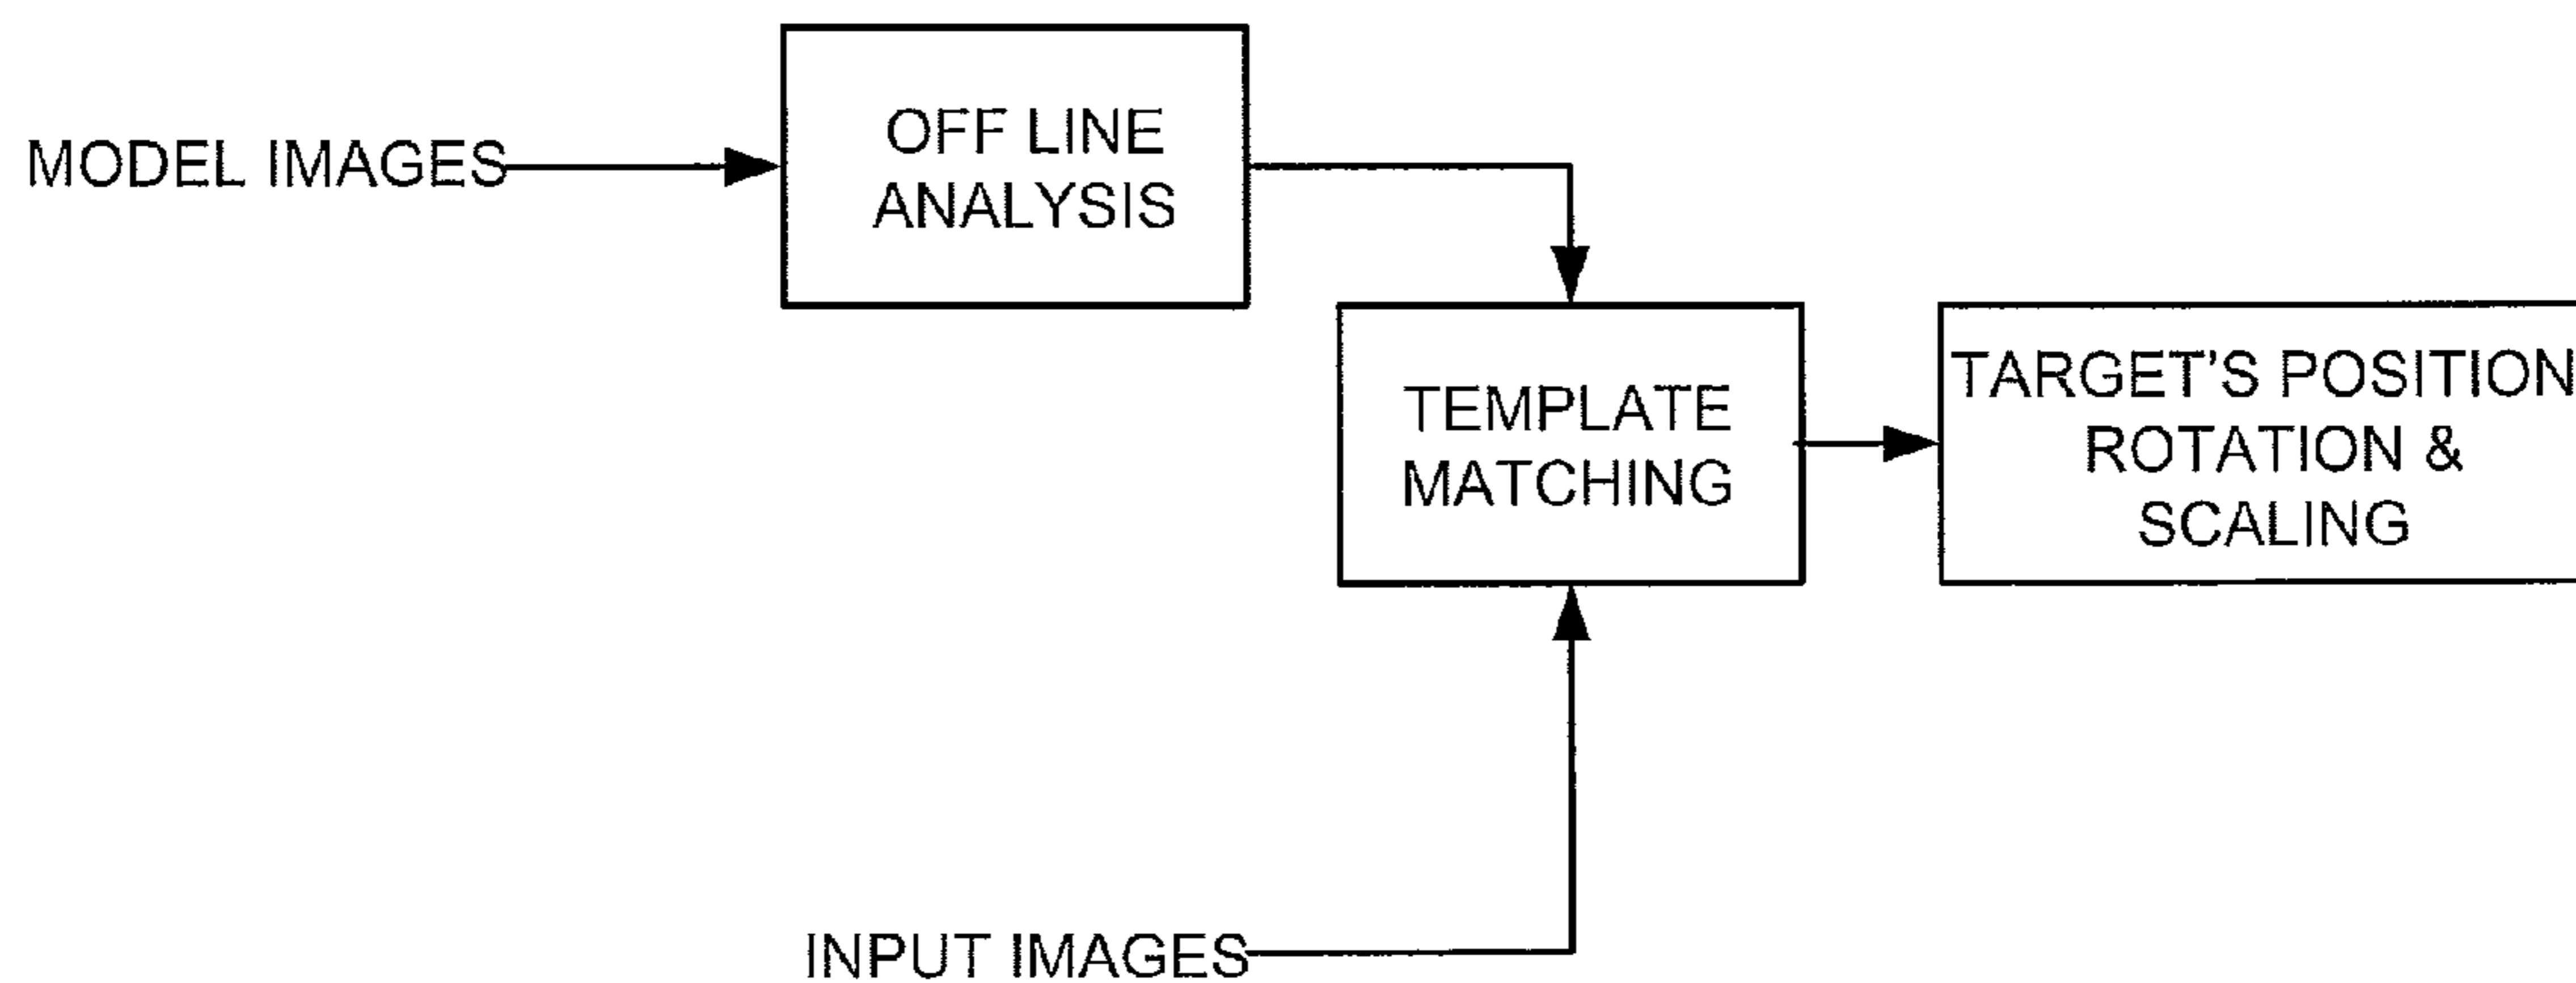 OFF LINE
ANALYSIS
MODEL IMAGES
TEMPLATE
MATCHING
TARGET'S POSITION
ROTATION &
SCALING
INPUT IMAGES